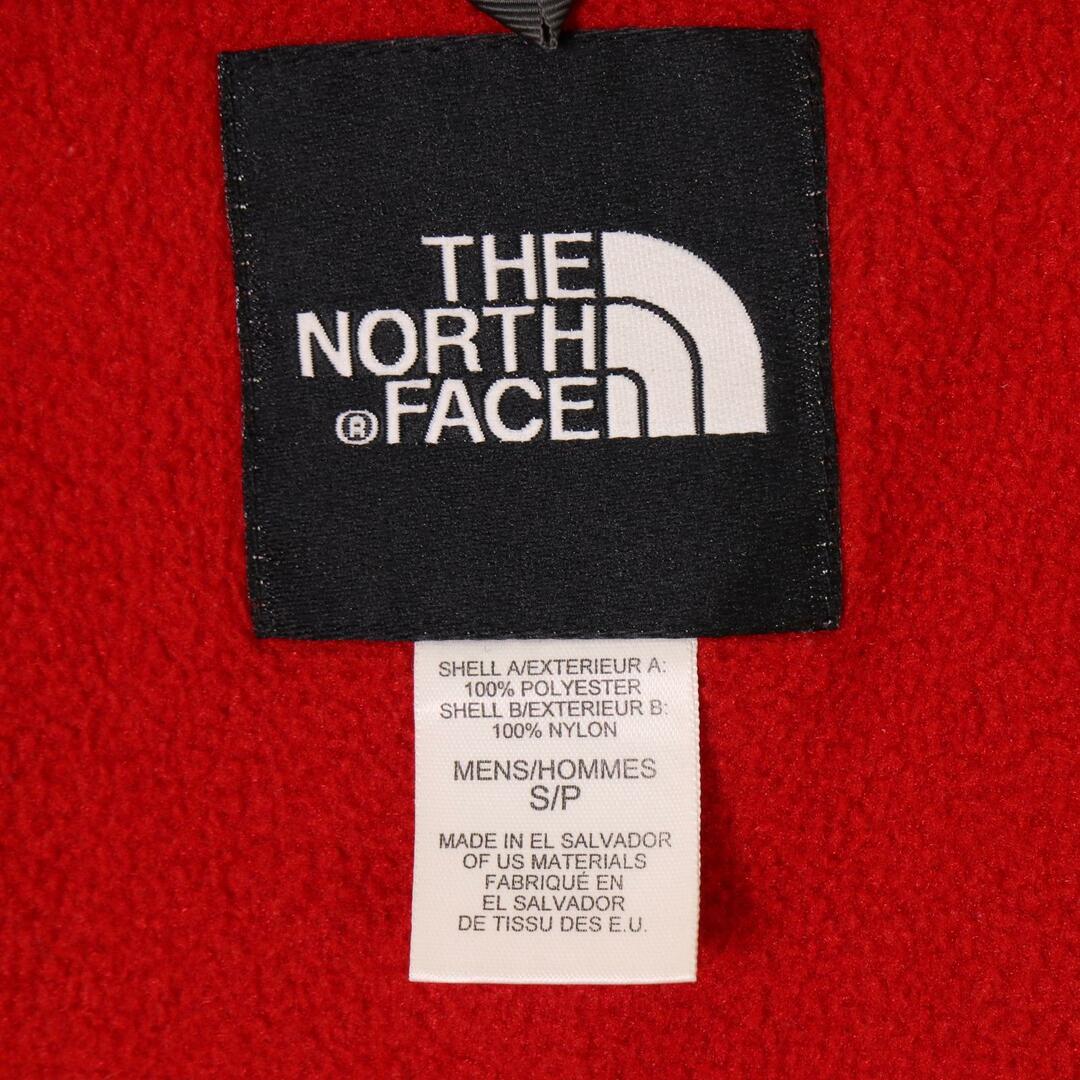 THE
NORTH
® FACE
SHELL A/EXTERIEUR A:
100% POLYESTER
SHELL B/EXTERIEUR B:
100% NYLON
MENS/HOMMES
S/P
MADE IN EL SALVADOR
OF US MATERIALS
FABRIQUÉ EN
EL SALVADOR
DE TISSU DES E.U.